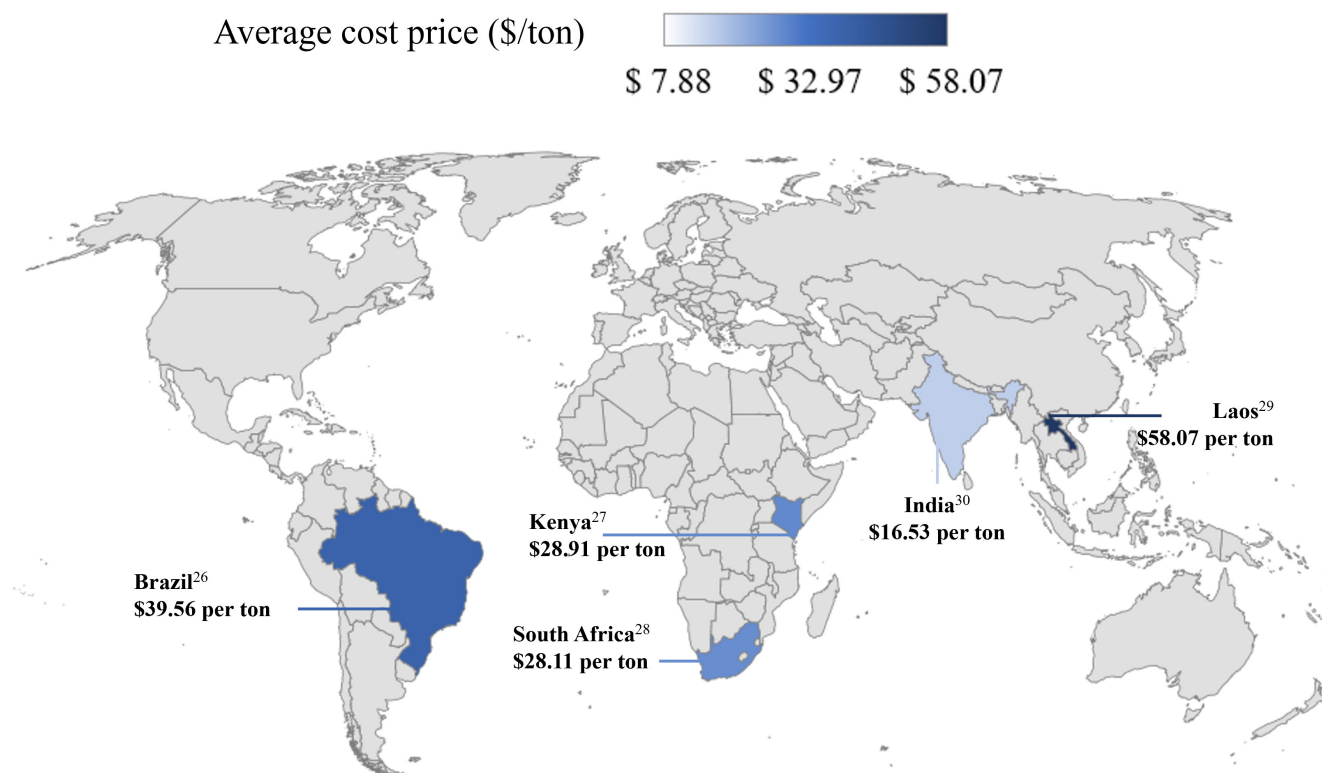 Average cost price ($/ton)
$ 7.88 $ 32.97 $ 58.07
Laos29
$58.07 per ton
India30
$16.53 per ton
Kenya27
$28.91 per ton
Brazil26
$39.56 per ton
South Africa28
$28.11 per ton